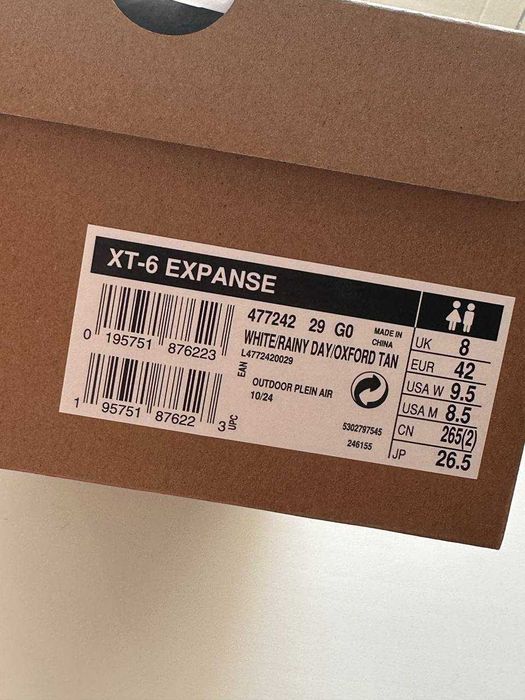 XT-6 EXPANSE
0 195751 876223
EAN
477242 29 G0
MADE IN
CHINA
WHITE/RAINY DAY/OXFORD TAN
L4772420029
1 95751 87622 3
UPC
OUTDOOR PLEIN AIR
10/24
5302797545
246155
UK 8
EUR 42
USA W 9.5
USA M 8.5
CN 265(2)
JP 26.5